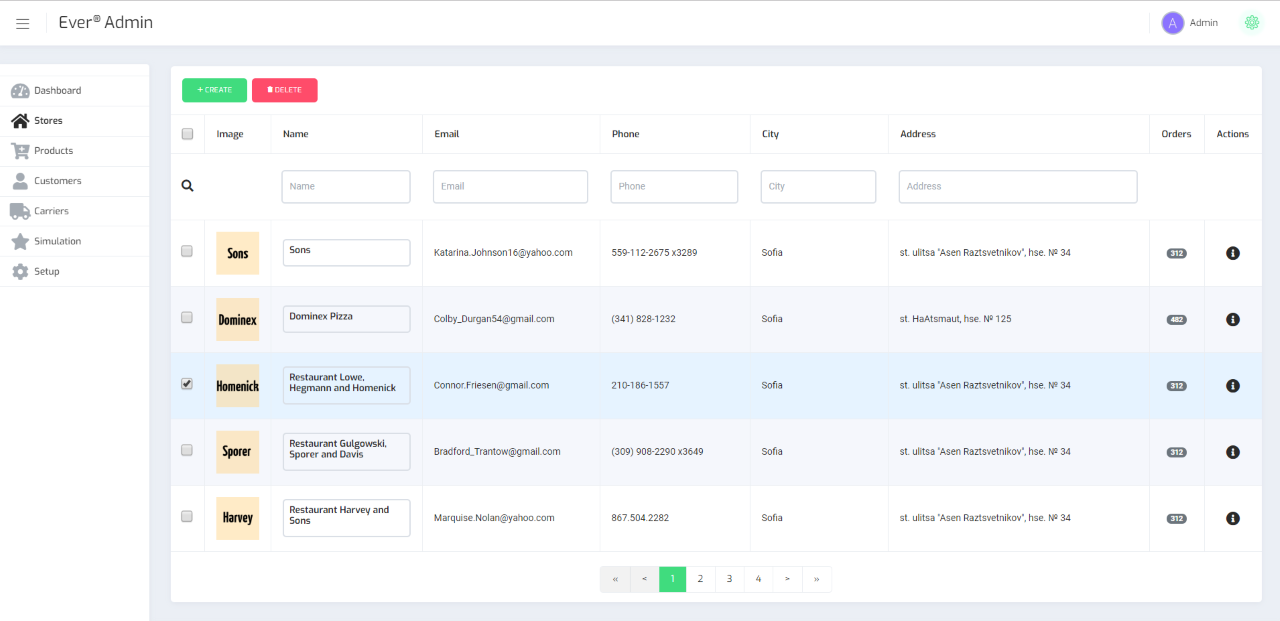 Ever® Admin
A
Admin
Dashboard
Stores
Products
Customers
Carriers
Simulation
Setup
+ CREATE
DELETE
Image Name Email Phone City Address Orders Actions
Name Email Phone City Address
Sons Sons Katarina.Johnson16@yahoo.com 559-112-2675 x3289 Sofia st. ulitsa "Asen Raztsvetnikov", hse. № 34 312
Dominex Dominex Pizza Colby_Durgan54@gmail.com (341) 828-1232 Sofia st. HaAtsmaut, hse. № 125 482
Homenick Restaurant Lowe,
Hegmann and Homenick Connor.Friesen@gmail.com 210-186-1557 Sofia st. ulitsa "Asen Raztsvetnikov", hse. № 34 312
Sporer Restaurant Gulgowski,
Sporer and Davis Bradford_Trantow@gmail.com (309) 908-2290 x3649 Sofia st. ulitsa "Asen Raztsvetnikov", hse. № 34 312
Harvey Restaurant Harvey and
Sons Marquise.Nolan@yahoo.com 867.504.2282 Sofia st. ulitsa "Asen Raztsvetnikov", hse. № 34 312
« < 1 2 3 4 > »